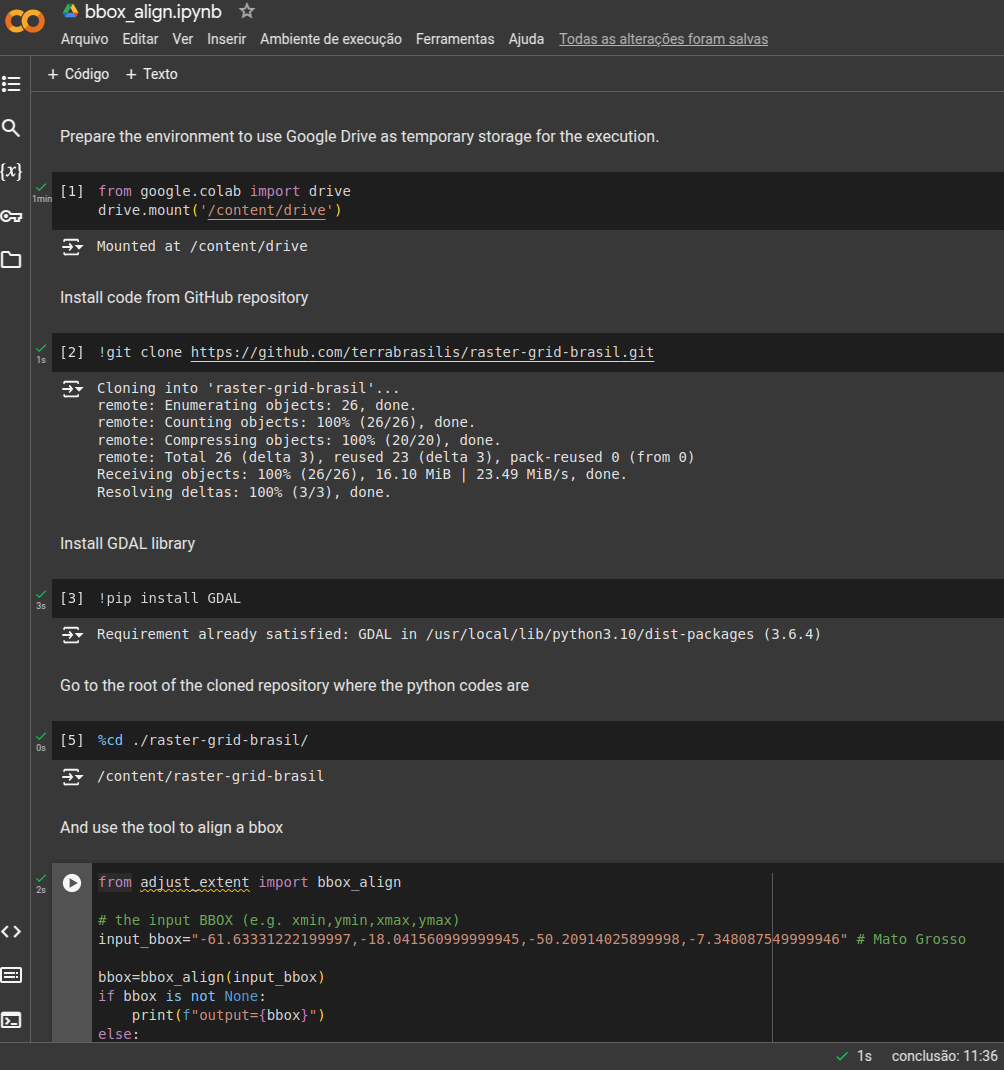 bbox_align.ipynb
Arquivo Editar Ver Inserir Ambiente de execução Ferramentas Ajuda Todas as alterações foram salvas
+ Código + Texto
Prepare the environment to use Google Drive as temporary storage for the execution.
[1] from google.colab import drive
1min
drive.mount('/content/drive')
Mounted at /content/drive
Install code from GitHub repository
[2] !git clone https://github.com/terrabrasilis/raster-grid-brasil.git
1s
Cloning into 'raster-grid-brasil'...
remote: Enumerating objects: 26, done.
remote: Counting objects: 100% (26/26), done.
remote: Compressing objects: 100% (20/20), done.
remote: Total 26 (delta 3), reused 23 (delta 3), pack-reused 0 (from 0)
Receiving objects: 100% (26/26), 16.10 MiB | 23.49 MiB/s, done.
Resolving deltas: 100% (3/3), done.
Install GDAL library
[3] !pip install GDAL
3s
Requirement already satisfied: GDAL in /usr/local/lib/python3.10/dist-packages (3.6.4)
Go to the root of the cloned repository where the python codes are
[5] %cd ./raster-grid-brasil/
0s
/content/raster-grid-brasil
And use the tool to align a bbox
from adjust_extent import bbox_align
2s
# the input BBOX (e.g. xmin,ymin,xmax,ymax)
input_bbox="-61.63331222199997,-18.041560999999945,-50.20914025899998,-7.348087549999946" # Mato Grosso
bbox=bbox_align(input_bbox)
if bbox is not None:
print(f"output={bbox}")
else:
1s conclusão: 11:36